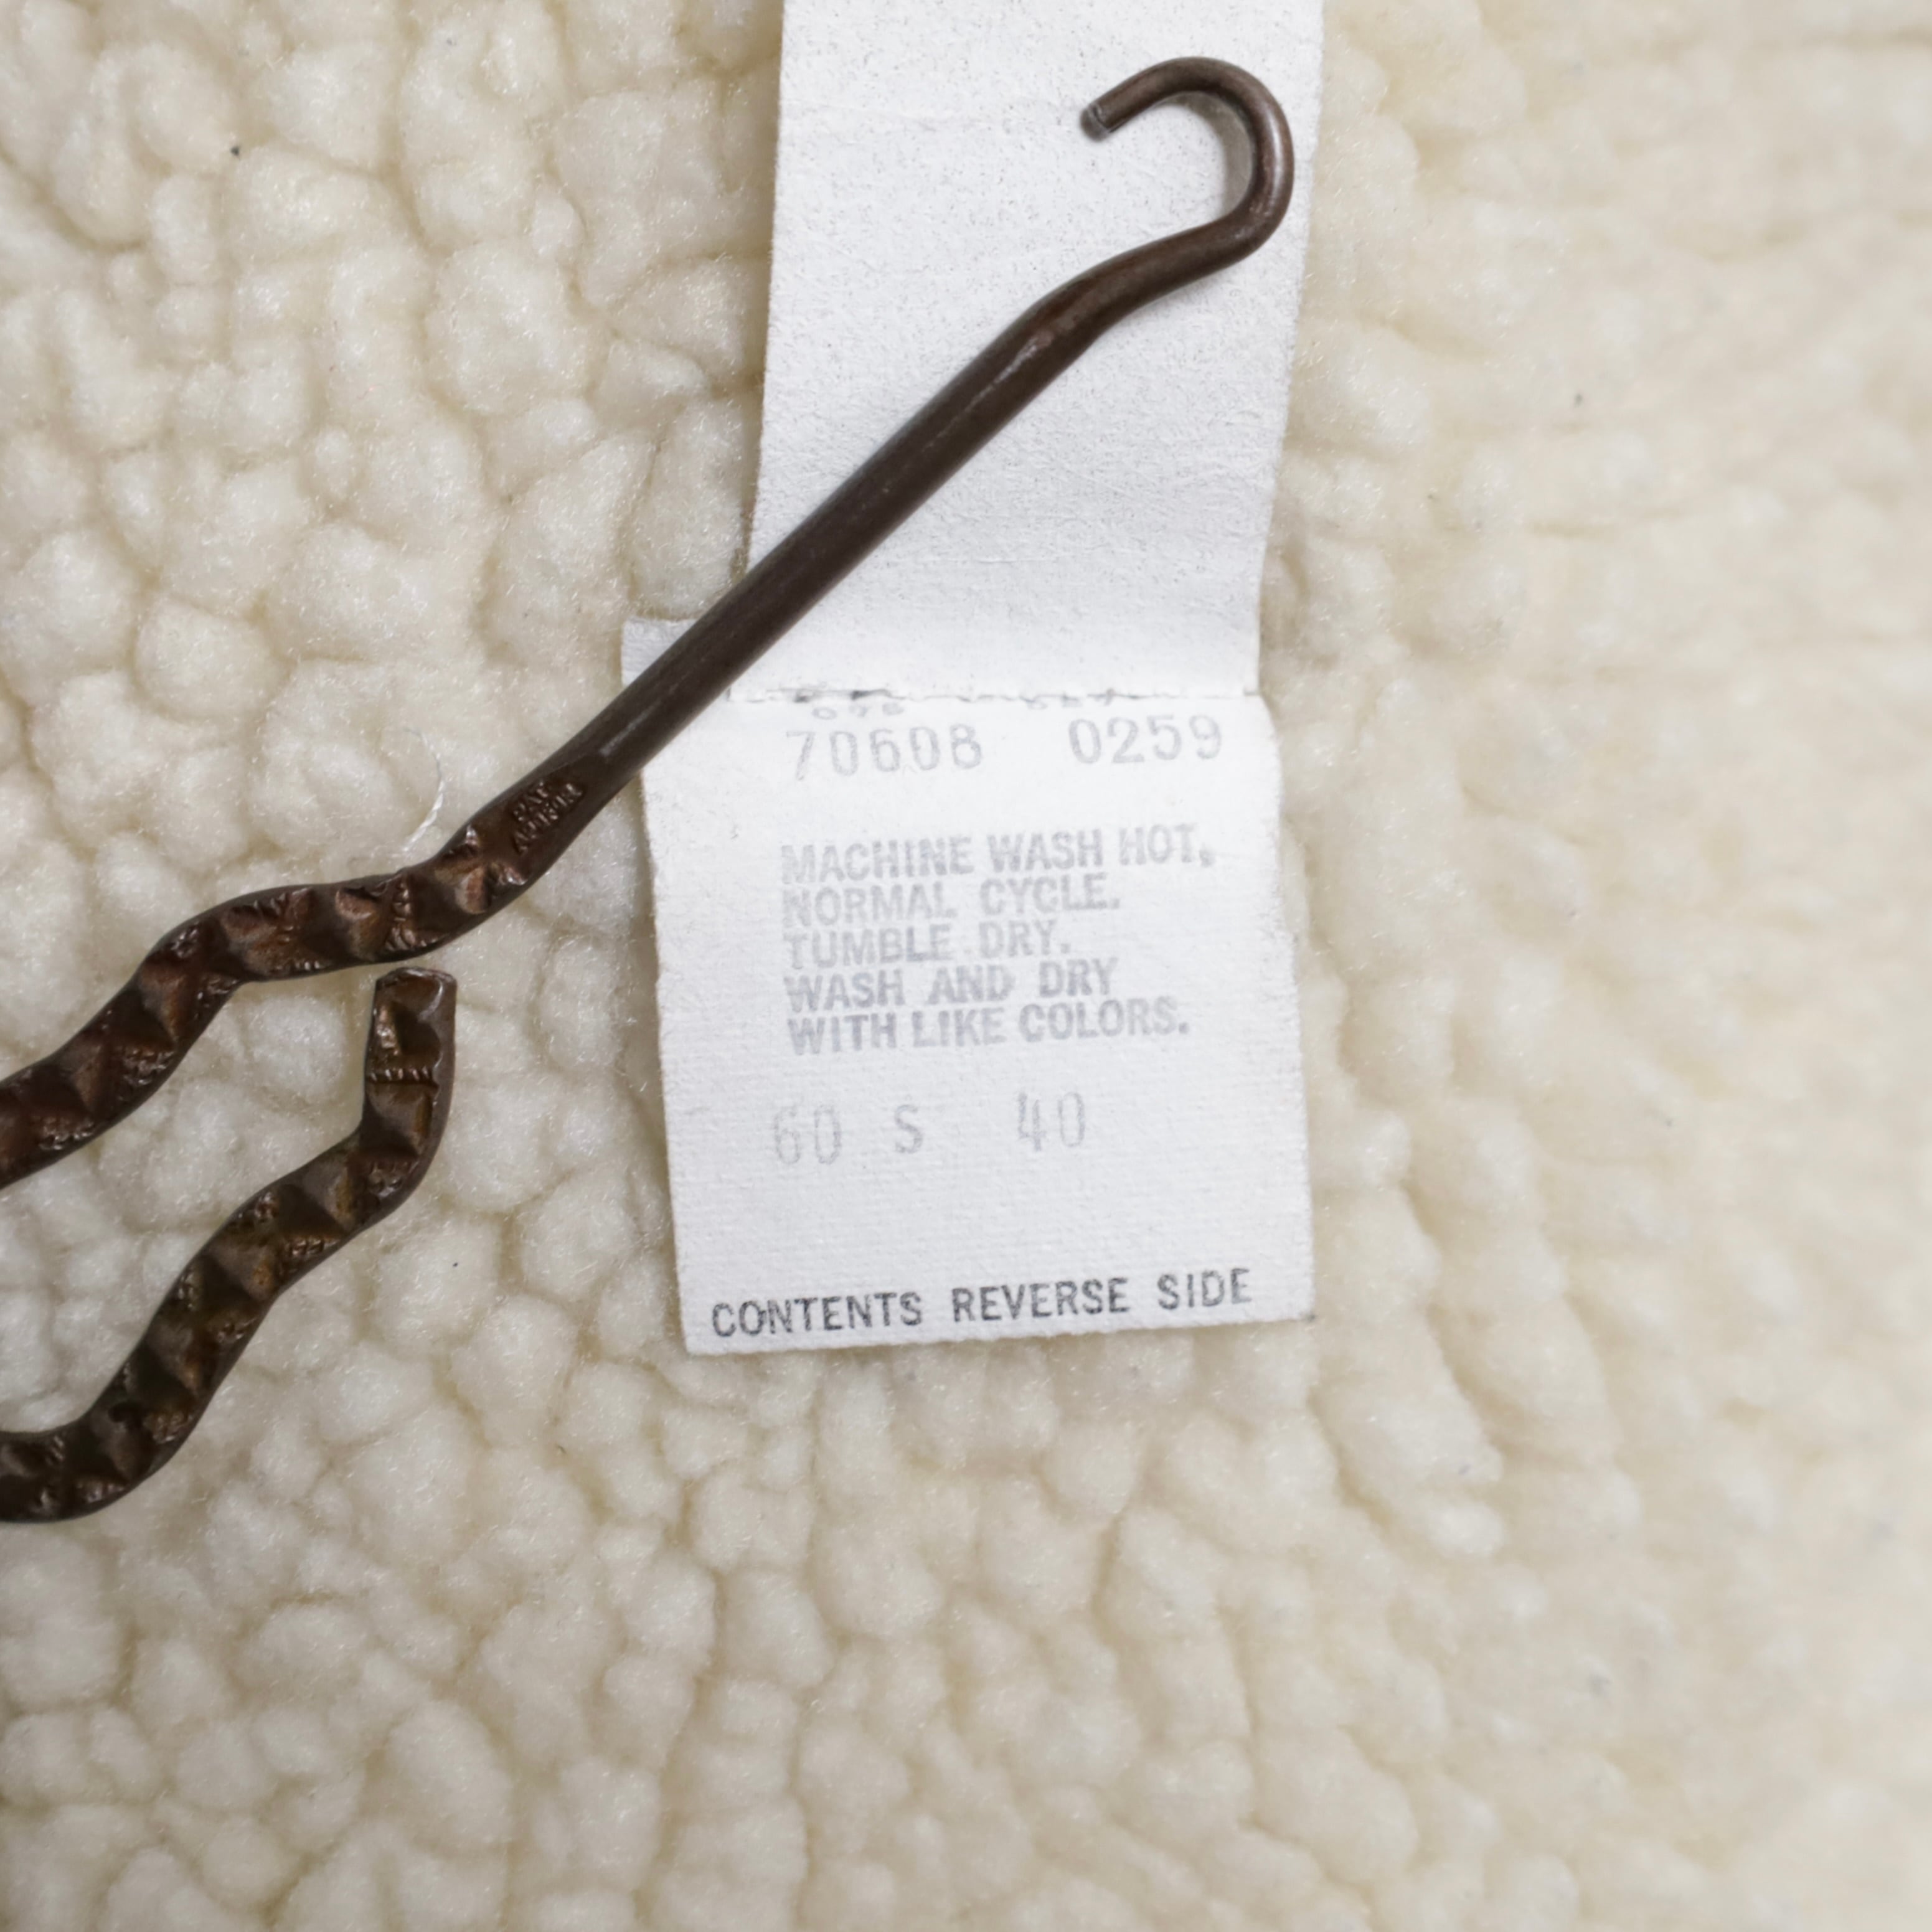 70608 0259
MACHINE WASH HOT,
NORMAL CYCLE.
TUMBLE DRY.
WASH AND DRY
WITH LIKE COLORS.
60 S 40
CONTENTS REVERSE SIDE